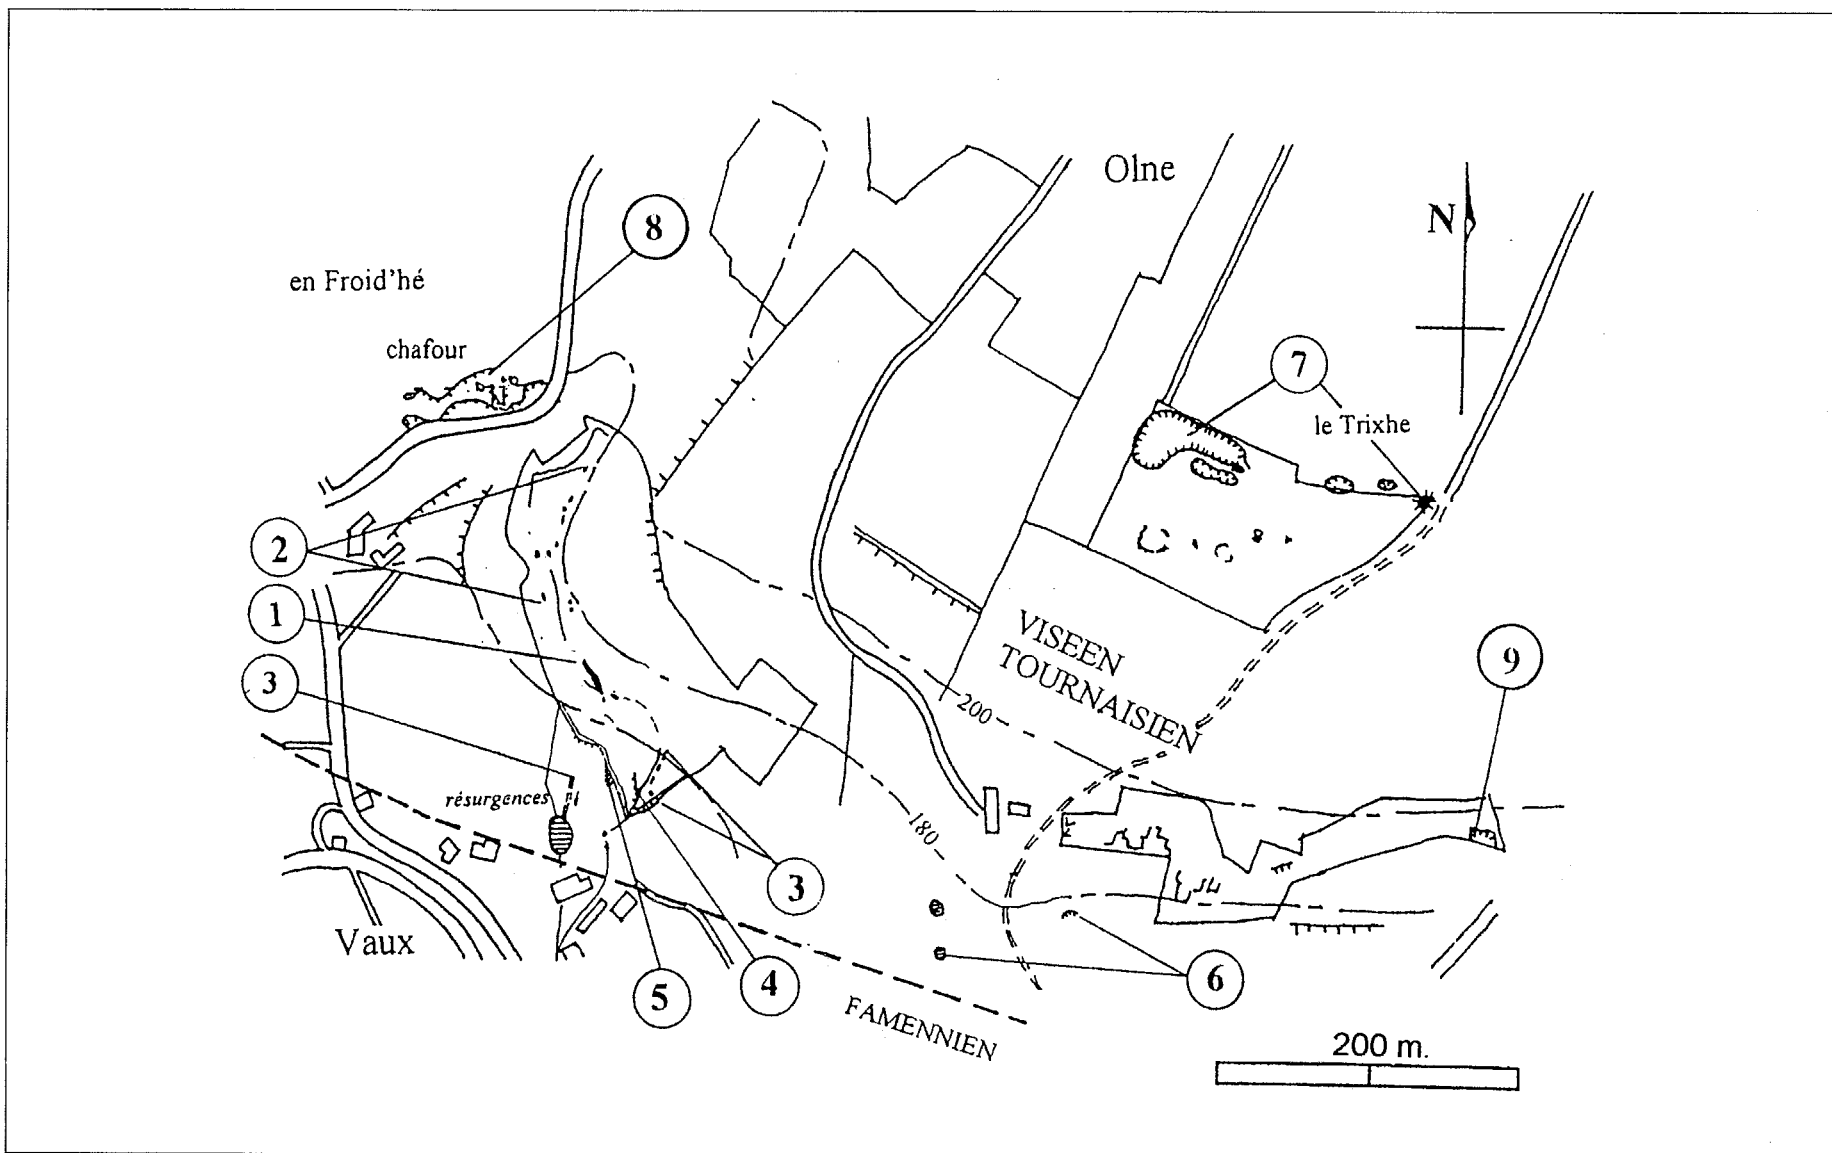 Olne
8
N
en Froid'hé
chafour
7
le Trixhe
2
1
VISEEN
TOURNAISIEN
9
3
200
résurgences
180
3
Vaux
5
4
6
FAMENNIEN
200 m.